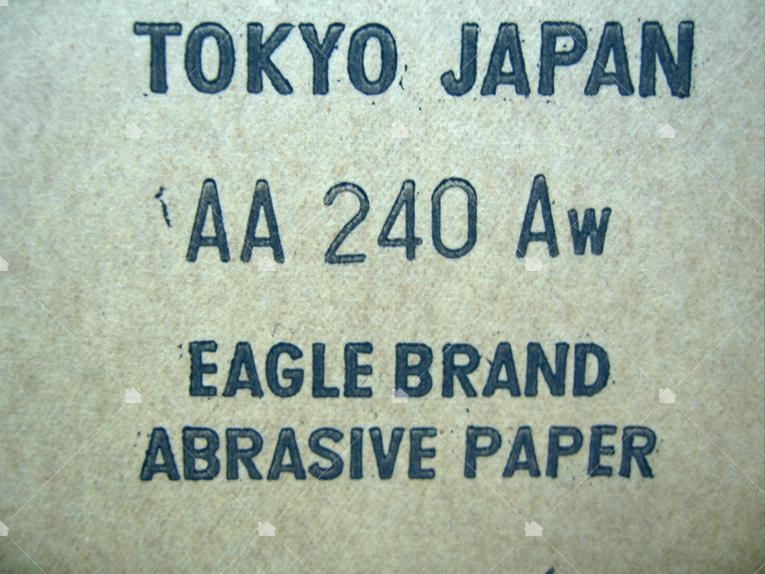 TOKYO JAPAN
AA 240 Aw
EAGLE BRAND
ABRASIVE PAPER